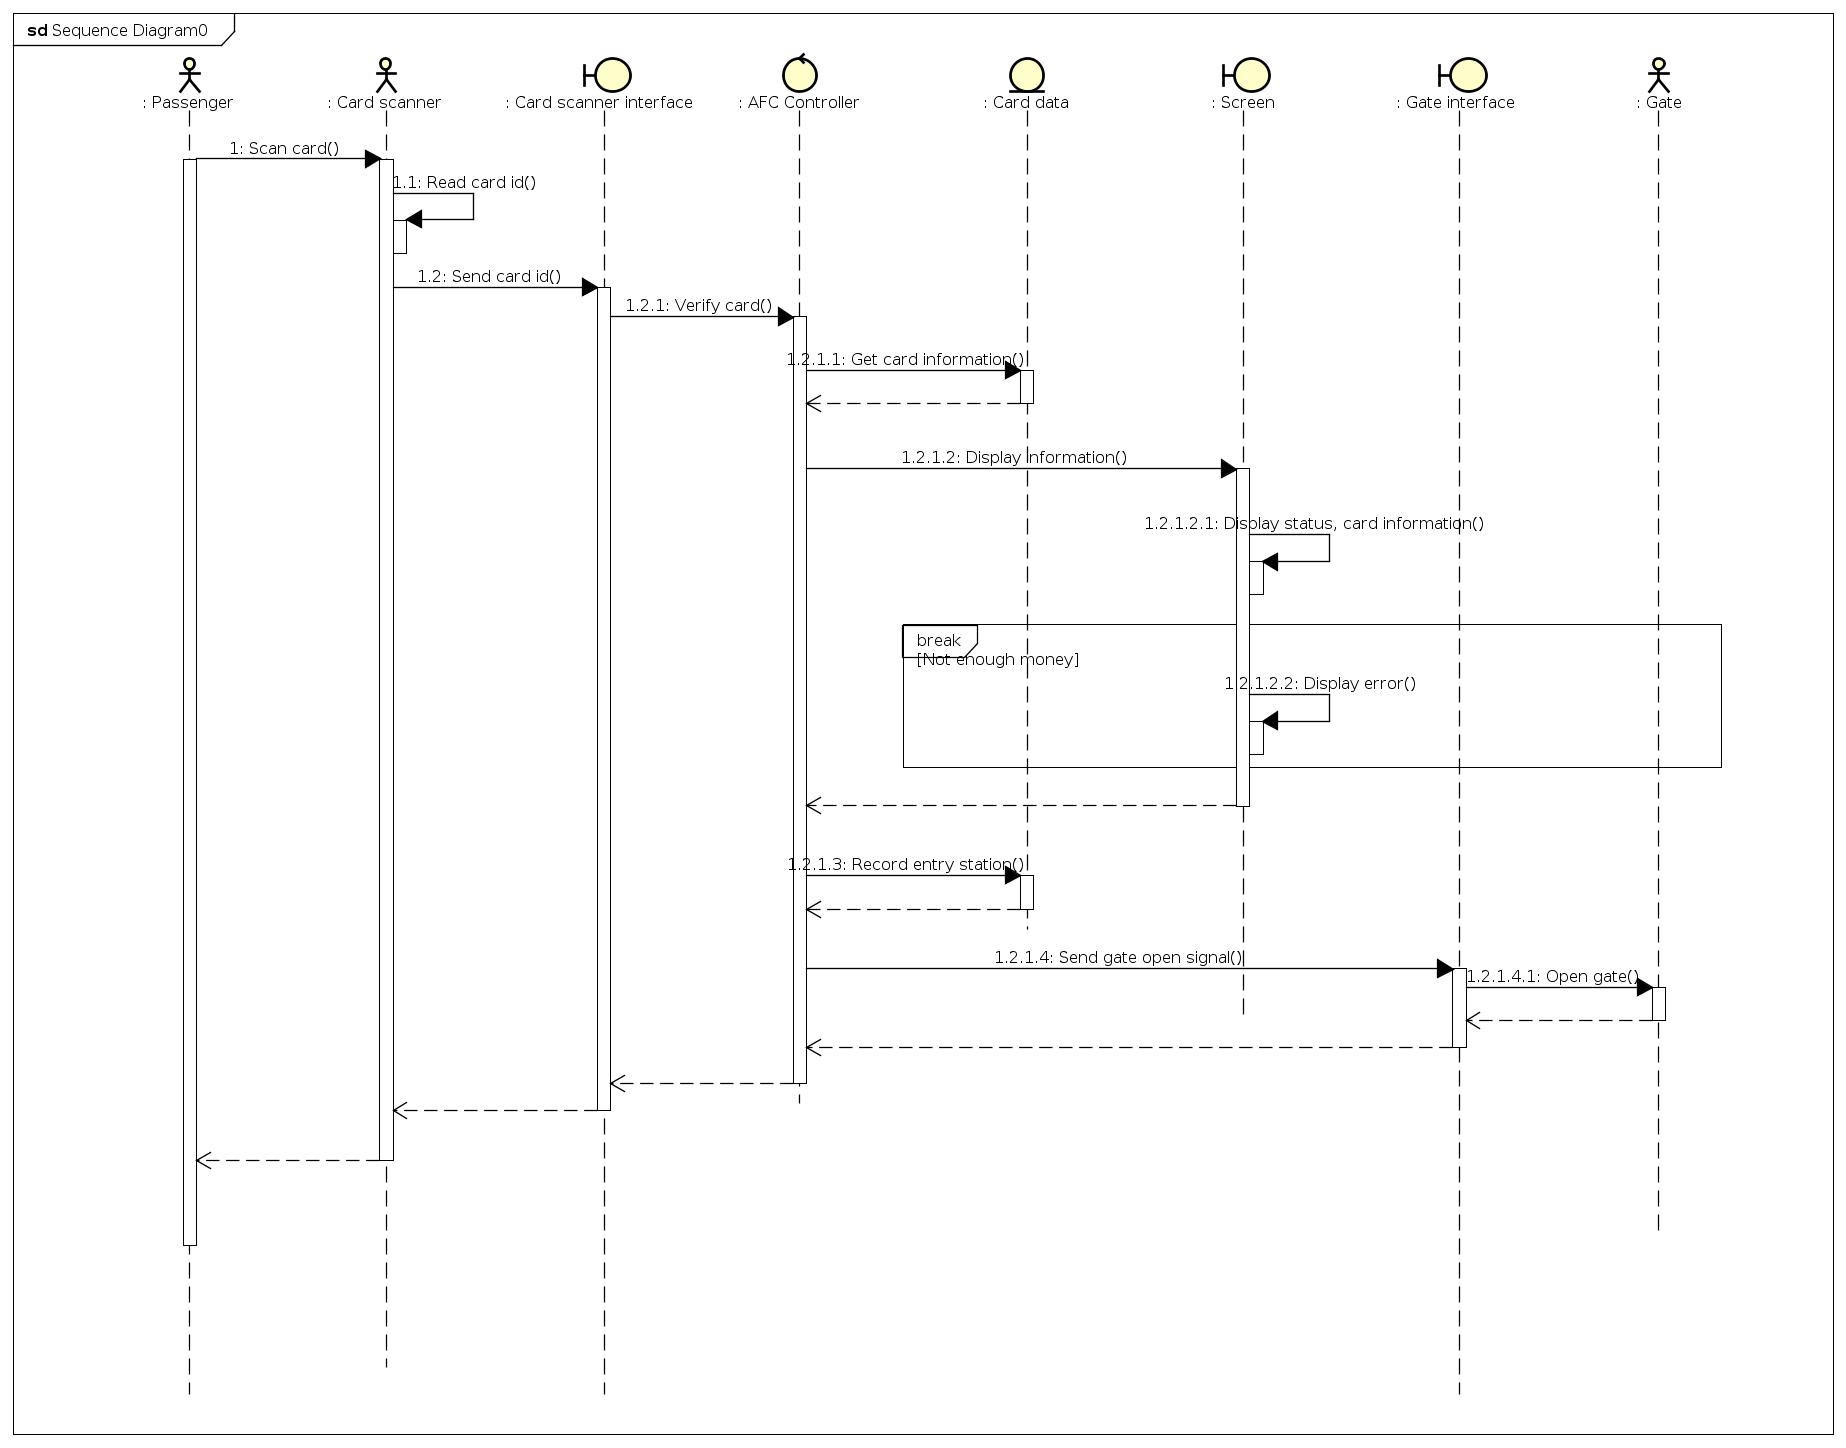 sd Sequence Diagram0
: Passenger
: Card scanner
: Card scanner interface
: AFC Controller
: Card data
: Screen
: Gate interface
: Gate
1: Scan card()
1.1: Read card id()
1.2: Send card id()
1.2.1: Verify card()
1.2.1.1: Get card information()
1.2.1.2: Display information()
1.2.1.2.1: Display status, card information()
break
[Not enough money]
1.2.1.2.2: Display error()
1.2.1.3: Record entry station()
1.2.1.4: Send gate open signal()
1.2.1.4.1: Open gate()